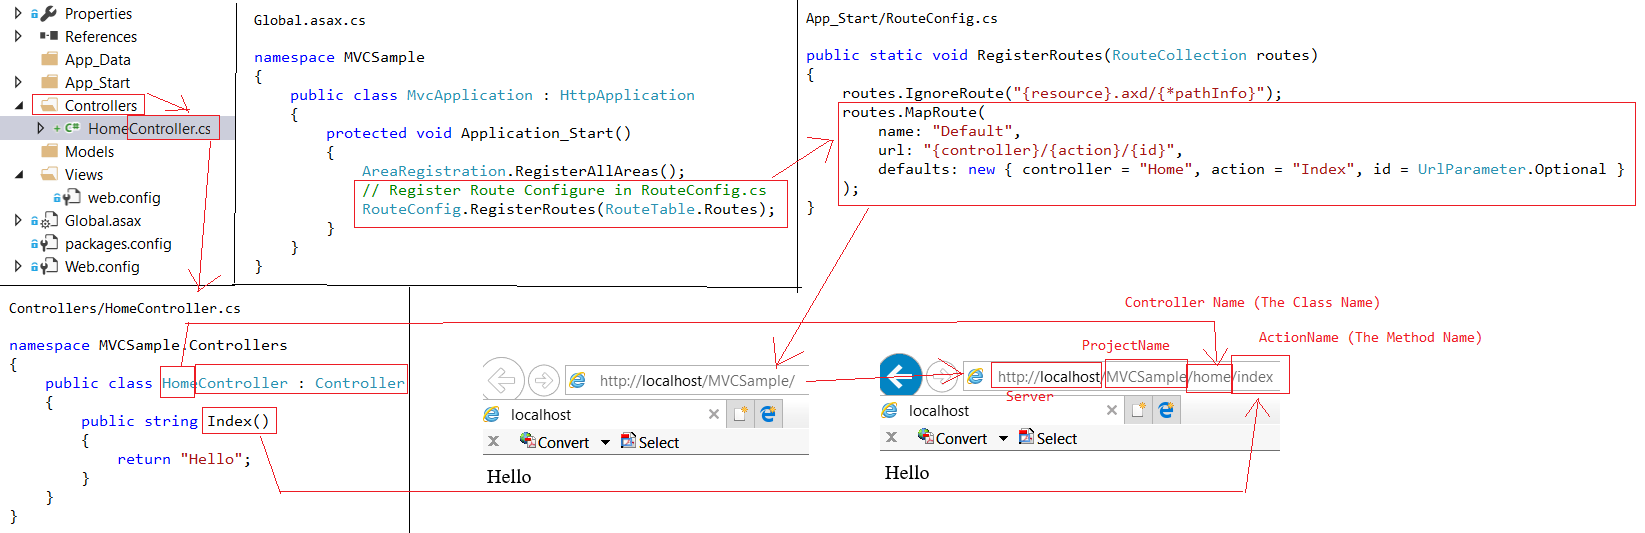 Properties
References
App_Data
App_Start
Controllers
C# HomeController.cs
Models
Views
web.config
Global.asax
packages.config
Web.config
Global.asax.cs
namespace MVCSample
{
public class MvcApplication : HttpApplication
{
protected void Application_Start()
{
AreaRegistration.RegisterAllAreas();
// Register Route Configure in RouteConfig.cs
RouteConfig.RegisterRoutes(RouteTable.Routes);
}
}
}
App_Start/RouteConfig.cs
public static void RegisterRoutes(RouteCollection routes)
{
routes.IgnoreRoute("{resource}.axd/{*pathInfo}");
routes.MapRoute(
name: "Default",
url: "{controller}/{action}/{id}",
defaults: new { controller = "Home", action = "Index", id = UrlParameter.Optional }
);
}
Controllers/HomeController.cs
namespace MVCSample.Controllers
{
public class HomeController : Controller
{
public string Index()
{
return "Hello";
}
}
}
http://localhost/MVCSample/
localhost
Convert Select
Hello
Controller Name (The Class Name)
ActionName (The Method Name)
ProjectName
http://localhost/MVCSample/home/index
Server
localhost
Convert Select
Hello